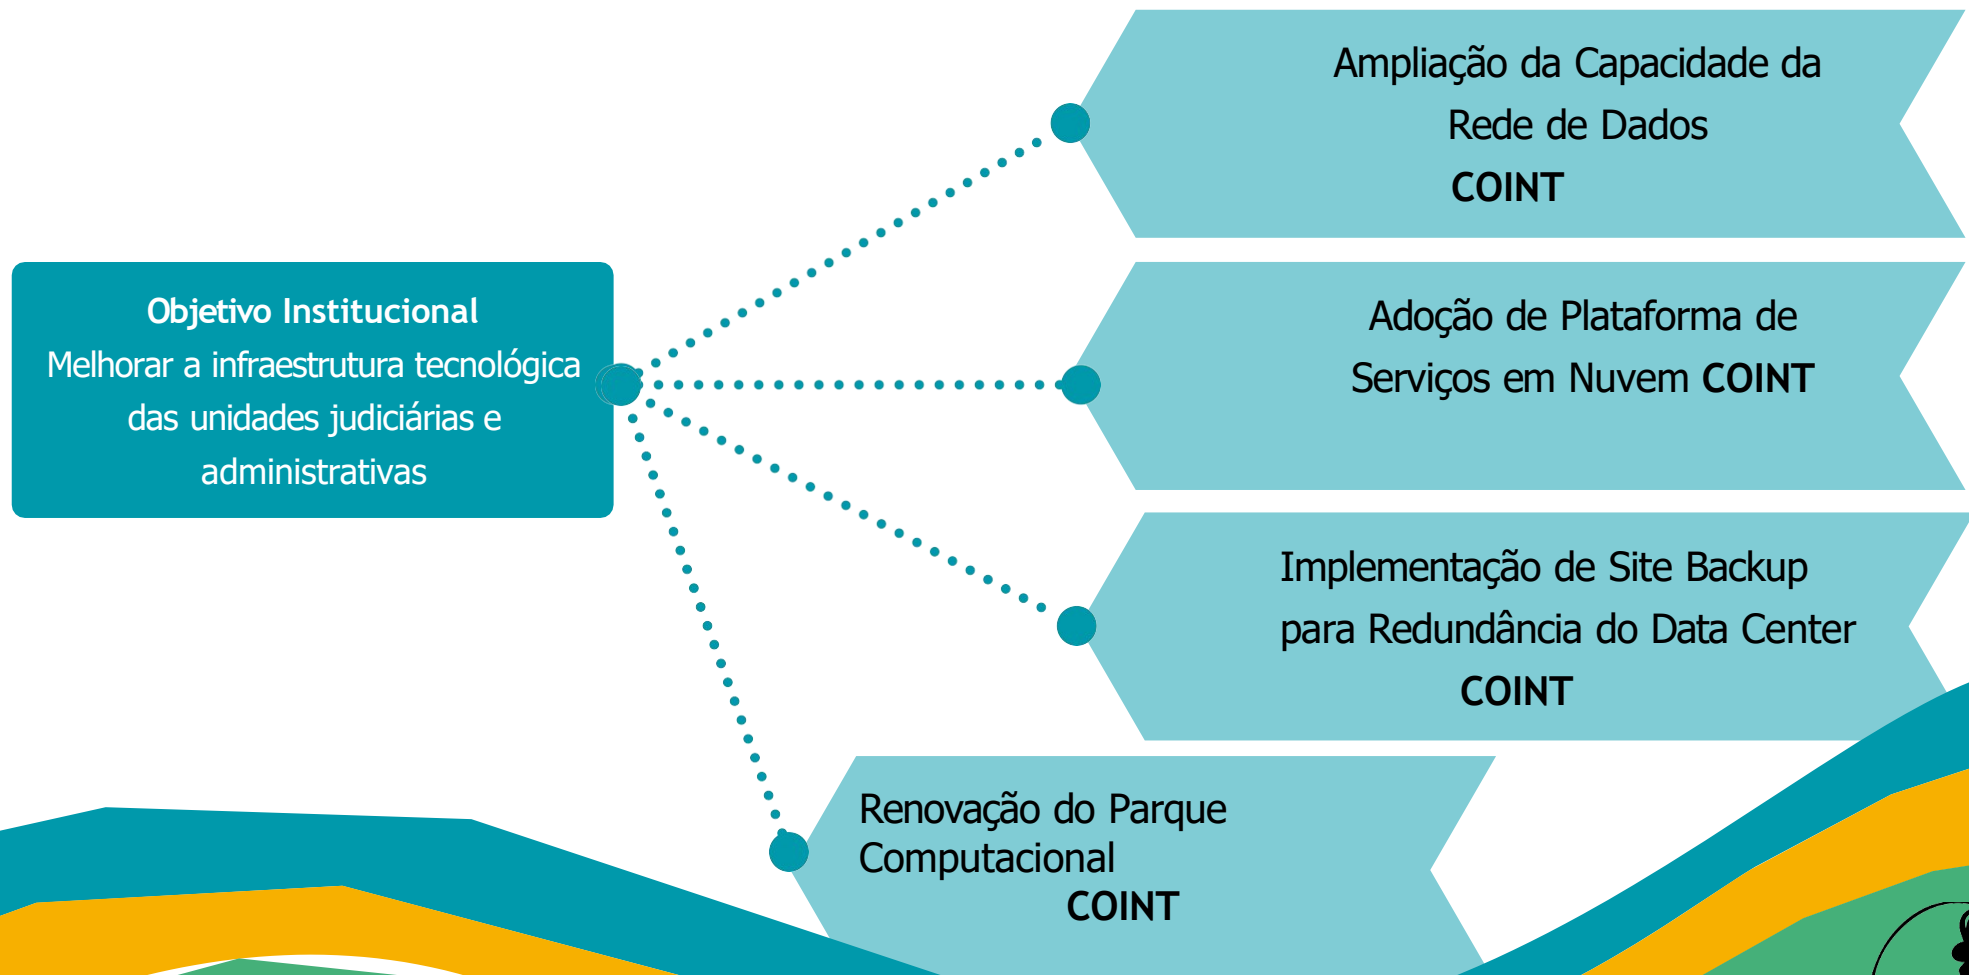 Objetivo Institucional
Melhorar a infraestrutura tecnológica
das unidades judiciárias e
administrativas
Ampliação da Capacidade da
Rede de Dados
COINT
Adoção de Plataforma de
Serviços em Nuvem COINT
Implementação de Site Backup
para Redundância do Data Center
COINT
Renovação do Parque
Computacional
COINT